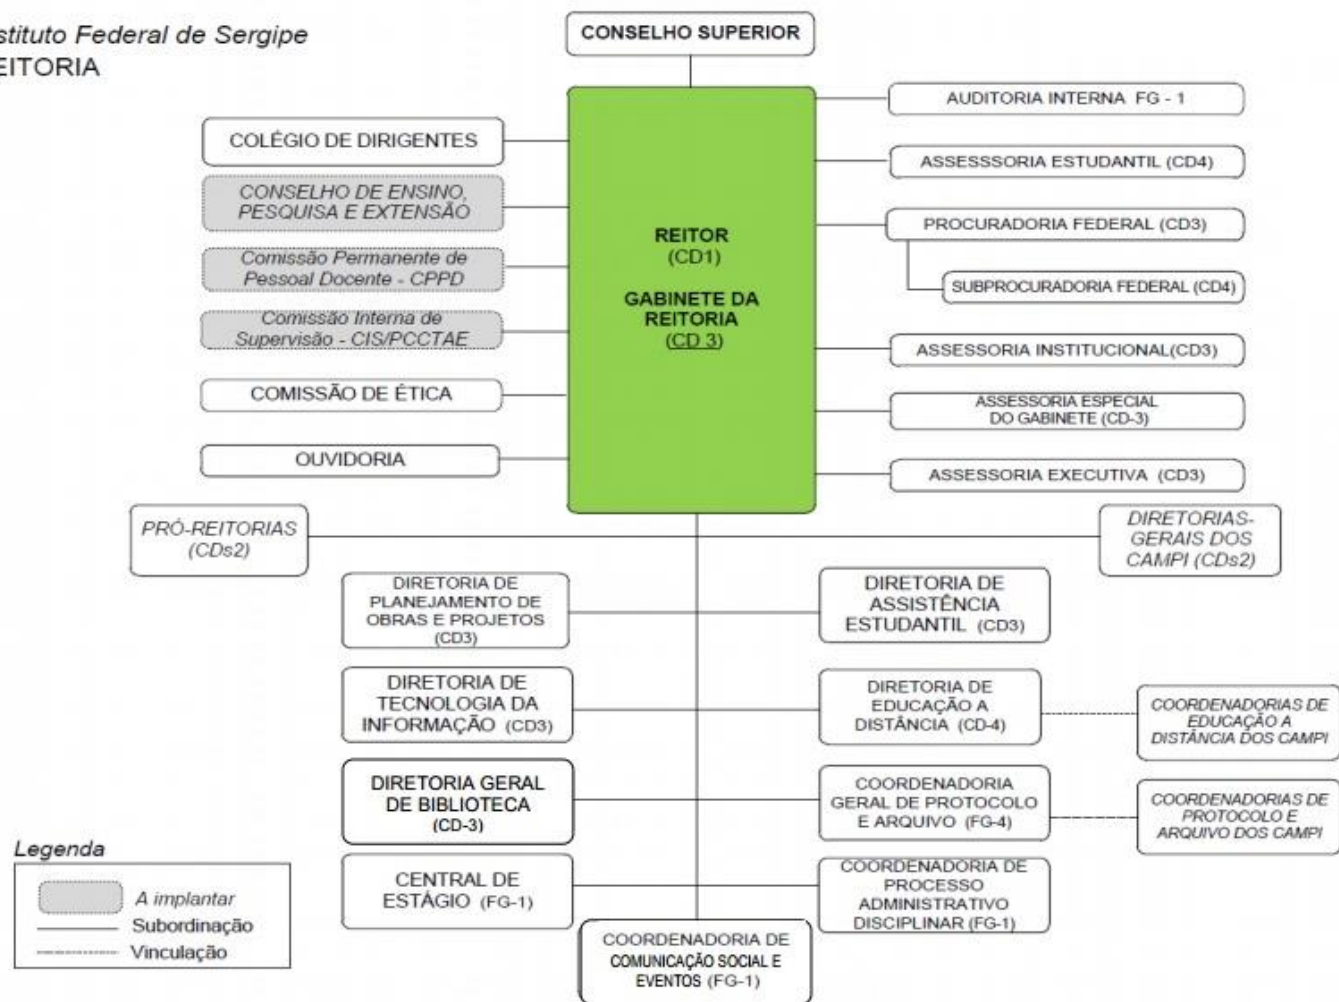 stituto Federal de Sergipe
EITORIA
CONSELHO SUPERIOR
COLÉGIO DE DIRIGENTES
CONSELHO DE ENSINO,
PESQUISA E EXTENSÃO
Comissão Permanente de
Pessoal Docente - CPPD
Comissão Interna de
Supervisão - CIS/PCCTAE
COMISSÃO DE ÉTICA
OUVIDORIA
REITOR
(CD1)
GABINETE DA
REITORIA
(CD 3)
AUDITORIA INTERNA FG - 1
ASSESSSORIA ESTUDANTIL (CD4)
PROCURADORIA FEDERAL (CD3)
SUBPROCURADORIA FEDERAL (CD4)
ASSESSORIA INSTITUCIONAL(CD3)
ASSESSORIA ESPECIAL
DO GABINETE (CD-3)
ASSESSORIA EXECUTIVA (CD3)
PRÓ-REITORIAS
(CDs2)
DIRETORIAS-
GERAIS DOS
CAMPI (CDs2)
DIRETORIA DE
PLANEJAMENTO DE
OBRAS E PROJETOS
(CD3)
DIRETORIA DE
ASSISTÊNCIA
ESTUDANTIL (CD3)
DIRETORIA DE
TECNOLOGIA DA
INFORMAÇÃO (CD3)
DIRETORIA DE
EDUCAÇÃO A
DISTÂNCIA (CD-4)
COORDENADORIAS DE
EDUCAÇÃO A
DISTÂNCIA DOS CAMPI
DIRETORIA GERAL
DE BIBLIOTECA
(CD-3)
COORDENADORIA
GERAL DE PROTOCOLO
E ARQUIVO (FG-4)
COORDENADORIAS DE
PROTOCOLO E
ARQUIVO DOS CAMPI
CENTRAL DE
ESTÁGIO (FG-1)
COORDENADORIA DE
PROCESSO
ADMINISTRATIVO
DISCIPLINAR (FG-1)
COORDENADORIA DE
COMUNICAÇÃO SOCIAL E
EVENTOS (FG-1)
Legenda
A implantar
Subordinação
Vinculação